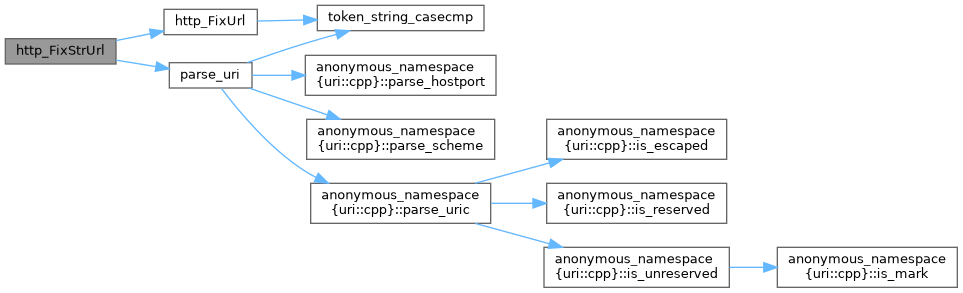 http_FixStrUrl
http_FixUrl
token_string_casecmp
parse_uri
anonymous_namespace
{uri::cpp}::parse_hostport
anonymous_namespace
{uri::cpp}::parse_scheme
anonymous_namespace
{uri::cpp}::parse_uric
anonymous_namespace
{uri::cpp}::is_escaped
anonymous_namespace
{uri::cpp}::is_reserved
anonymous_namespace
{uri::cpp}::is_unreserved
anonymous_namespace
{uri::cpp}::is_mark